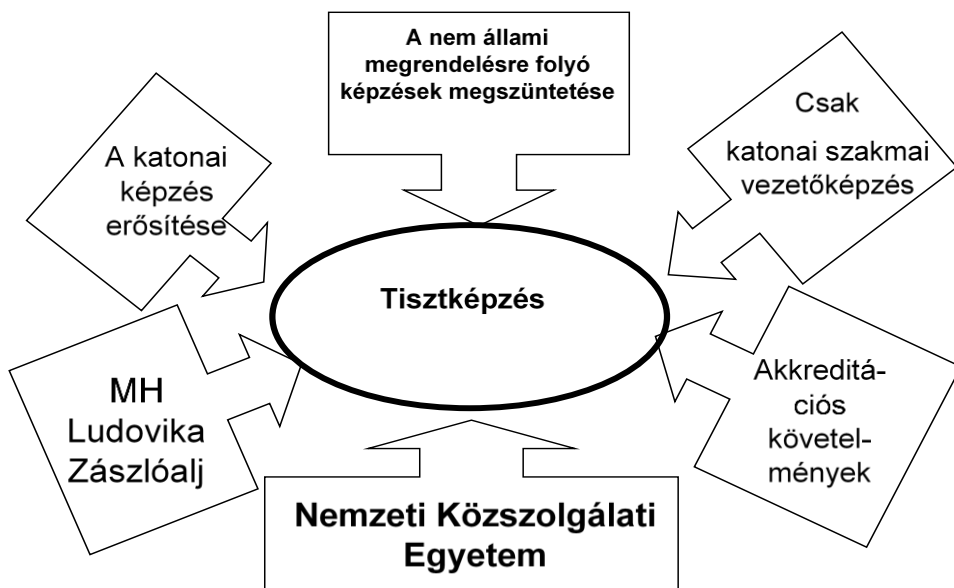 A nem állami
megrendelésre folyó
képzések megszüntetése
A katonai
képzés
erősítése
Csak
katonai szakmai
vezetőképzés
Tisztképzés
MH
Ludovika
Zászlóalj
Akkreditá-
ciós
követel-
mények
Nemzeti Közszolgálati
Egyetem